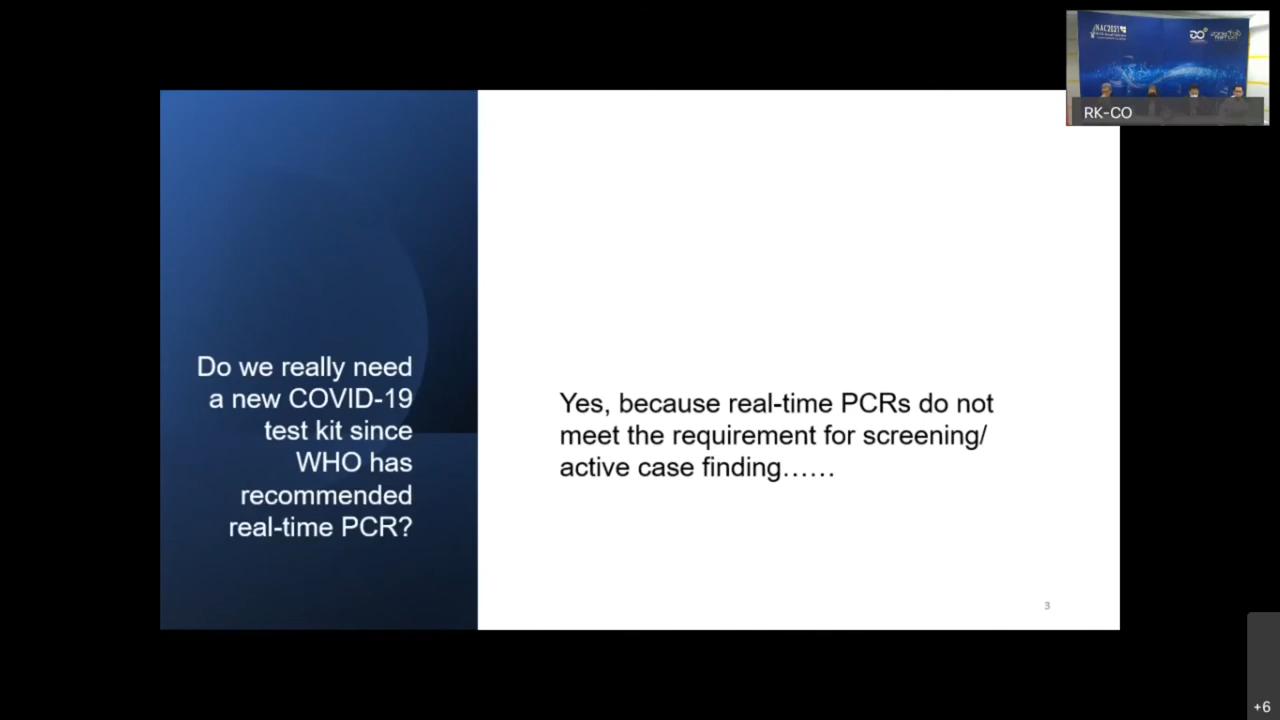 Do we really need
a new COVID-19
test kit since
WHO has
recommended
real-time PCR?
Yes, because real-time PCRs do not
meet the requirement for screening/
active case finding……
3
NAC2021
RK-CO
+6